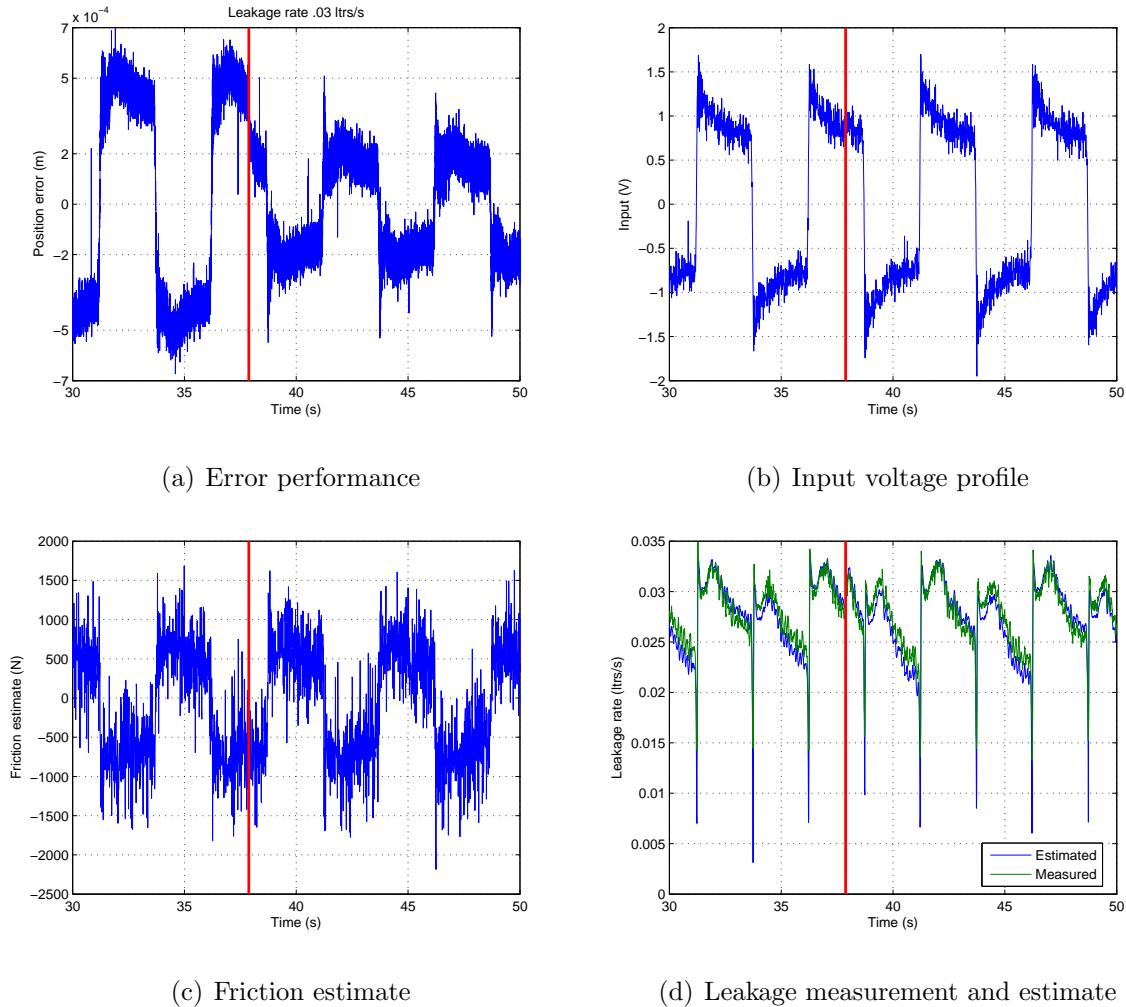 Leakage rate .03 ltrs/s
x 10⁻⁴
7
5
2
0
−2
−5
−7
Position error (m)
30 35 40 45 50
Time (s)
(a) Error performance
2
1.5
1
0.5
0
−0.5
−1
−1.5
−2
Input (V)
30 35 40 45 50
Time (s)
(b) Input voltage profile
2000
1500
1000
500
0
−500
−1000
−1500
−2000
−2500
Friction estimate (N)
30 35 40 45 50
Time (s)
(c) Friction estimate
0.035
0.03
0.025
0.02
0.015
0.01
0.005
0
Leakage rate (ltrs/s)
Estimated
Measured
30 35 40 45 50
Time (s)
(d) Leakage measurement and estimate